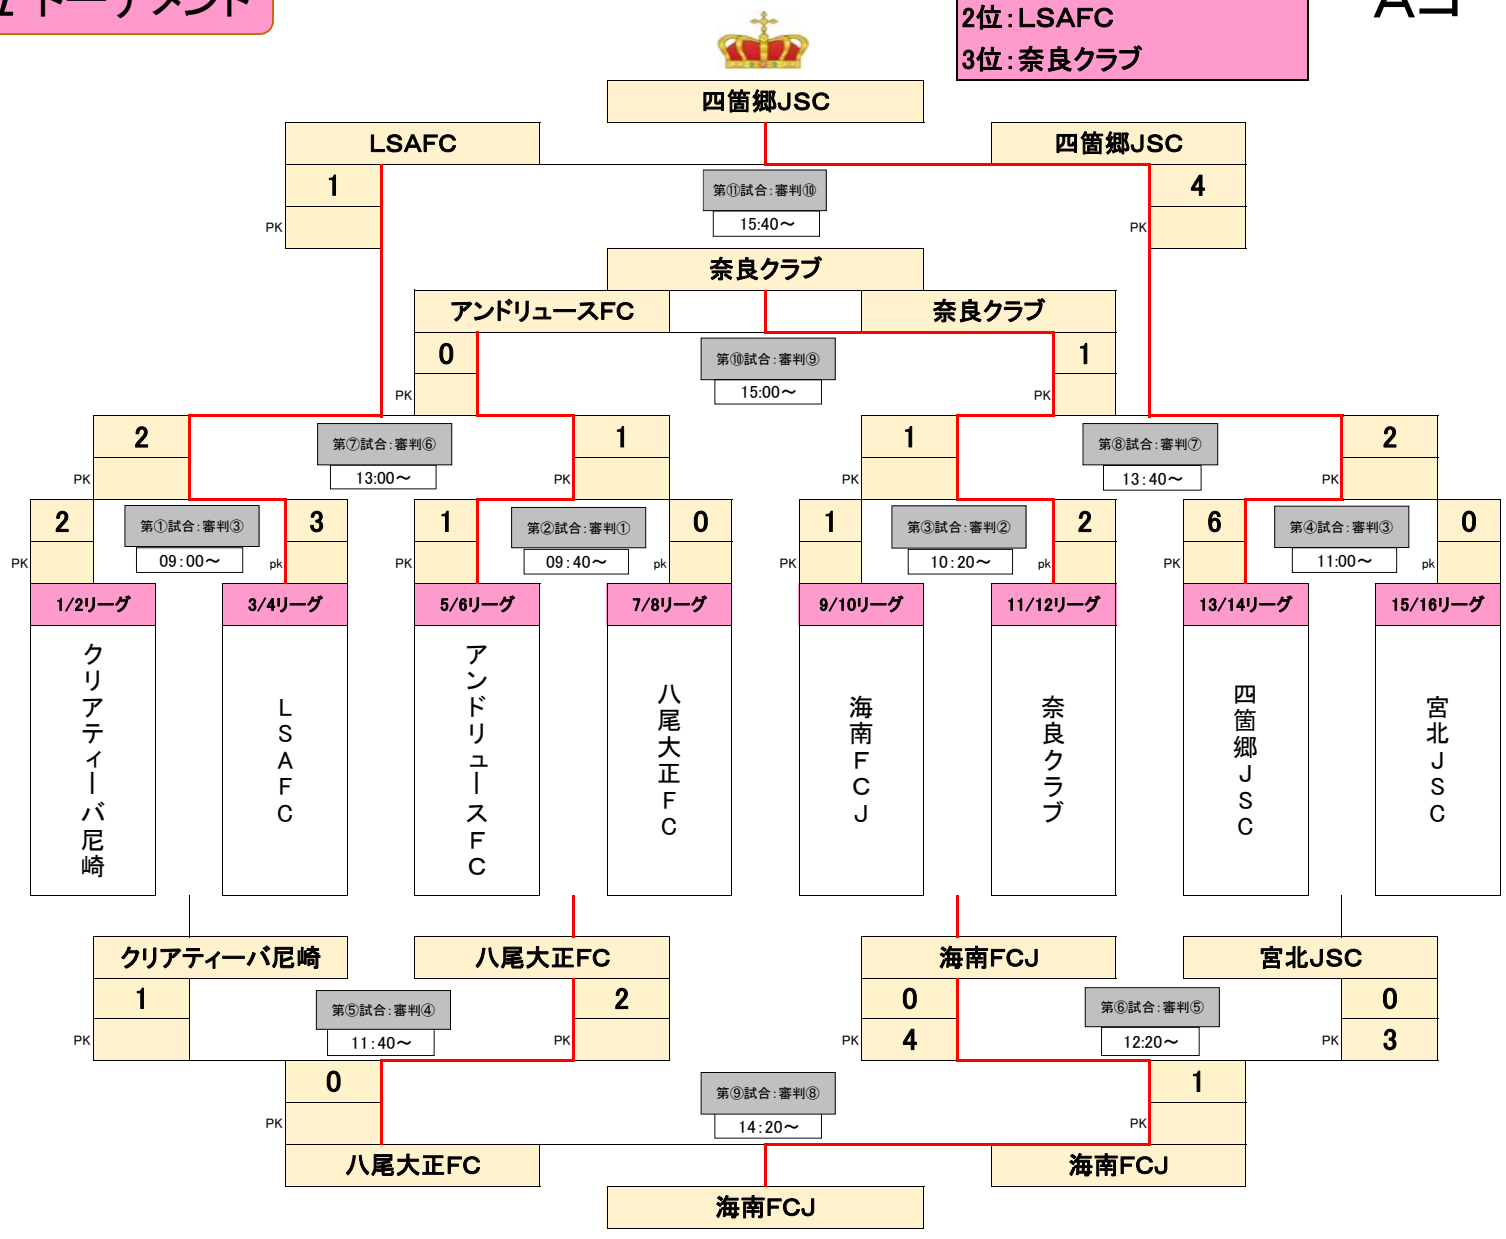 トーナメント
2位：LSAFC
3位：奈良クラブ
四箇郷JSC
LSAFC
四箇郷JSC
1
第⑪試合：審判⑩
4
PK
15:40～
PK
奈良クラブ
アンドリュースFC
奈良クラブ
0
第⑩試合：審判⑨
1
PK
15:00～
PK
2
第⑦試合：審判⑥
1
1
第⑧試合：審判⑦
2
PK
13:00～
PK
PK
13:40～
PK
2
第①試合：審判③
3
1
第②試合：審判①
0
1
第③試合：審判②
2
6
第④試合：審判③
0
PK
09:00～
pk
PK
09:40～
pk
PK
10:20～
pk
PK
11:00～
pk
1/2リーグ
3/4リーグ
5/6リーグ
7/8リーグ
9/10リーグ
11/12リーグ
13/14リーグ
15/16リーグ
クリアティーバ尼崎
LSAFC
アンドリュースFC
八尾大正FC
海南FCJ
奈良クラブ
四箇郷JSC
宮北JSC
クリアティーバ尼崎
八尾大正FC
海南FCJ
宮北JSC
1
第⑤試合：審判④
2
0
第⑥試合：審判⑤
0
PK
11:40～
PK
PK
4
12:20～
PK
3
0
第⑨試合：審判⑧
1
PK
14:20～
PK
八尾大正FC
海南FCJ
海南FCJ